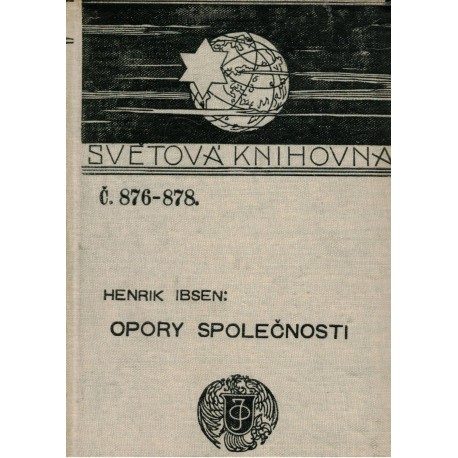 SVĚTOVÁ KNIHOVNA
Č. 876-878.
HENRIK IBSEN:
OPORY SPOLEČNOSTI